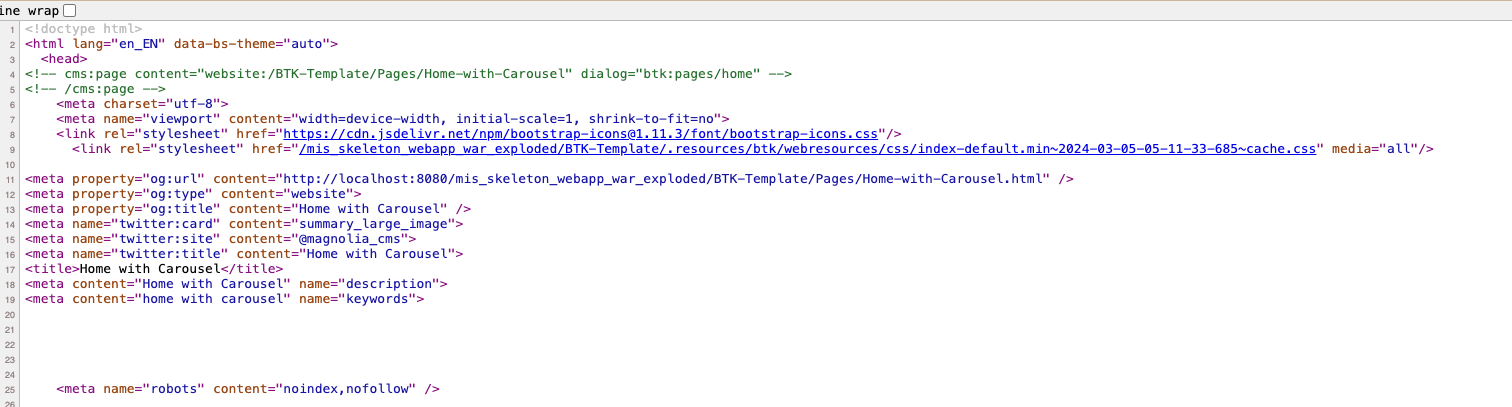 ine wrap
1 <!doctype html>
2 <html lang="en_EN" data-bs-theme="auto">
3 <head>
4 <!-- cms:page content="website:/BTK-Template/Pages/Home-with-Carousel" dialog="btk:pages/home" -->
5 <!-- /cms:page -->
6 <meta charset="utf-8">
7 <meta name="viewport" content="width=device-width, initial-scale=1, shrink-to-fit=no">
8 <link rel="stylesheet" href="https://cdn.jsdelivr.net/npm/bootstrap-icons@1.11.3/font/bootstrap-icons.css"/>
9 <link rel="stylesheet" href="/mis_skeleton_webapp_war_exploded/BTK-Template/.resources/btk/webresources/css/index-default.min~2024-03-05-05-11-33-685~cache.css" media="all"/>
10
11 <meta property="og:url" content="http://localhost:8080/mis_skeleton_webapp_war_exploded/BTK-Template/Pages/Home-with-Carousel.html" />
12 <meta property="og:type" content="website">
13 <meta property="og:title" content="Home with Carousel" />
14 <meta name="twitter:card" content="summary_large_image">
15 <meta name="twitter:site" content="@magnolia_cms">
16 <meta name="twitter:title" content="Home with Carousel">
17 <title>Home with Carousel</title>
18 <meta content="Home with Carousel" name="description">
19 <meta content="home with carousel" name="keywords">
20
21
22
23
24
25 <meta name="robots" content="noindex,nofollow" />
26